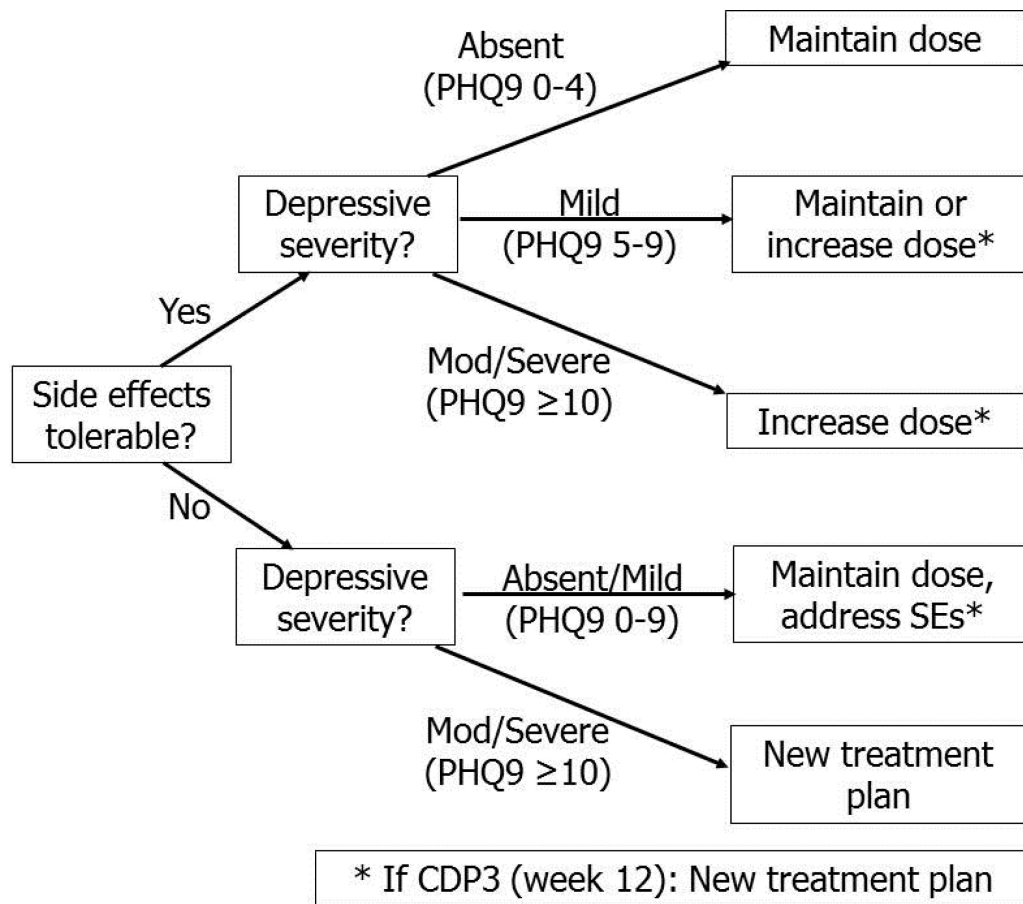 Absent
(PHQ9 0-4)
Maintain dose
Depressive
severity?
Mild
(PHQ9 5-9)
Maintain or
increase dose*
Yes
Mod/Severe
(PHQ9 ≥10)
Increase dose*
Side effects
tolerable?
No
Depressive
severity?
Absent/Mild
(PHQ9 0-9)
Maintain dose,
address SEs*
Mod/Severe
(PHQ9 ≥10)
New treatment
plan
* If CDP3 (week 12): New treatment plan